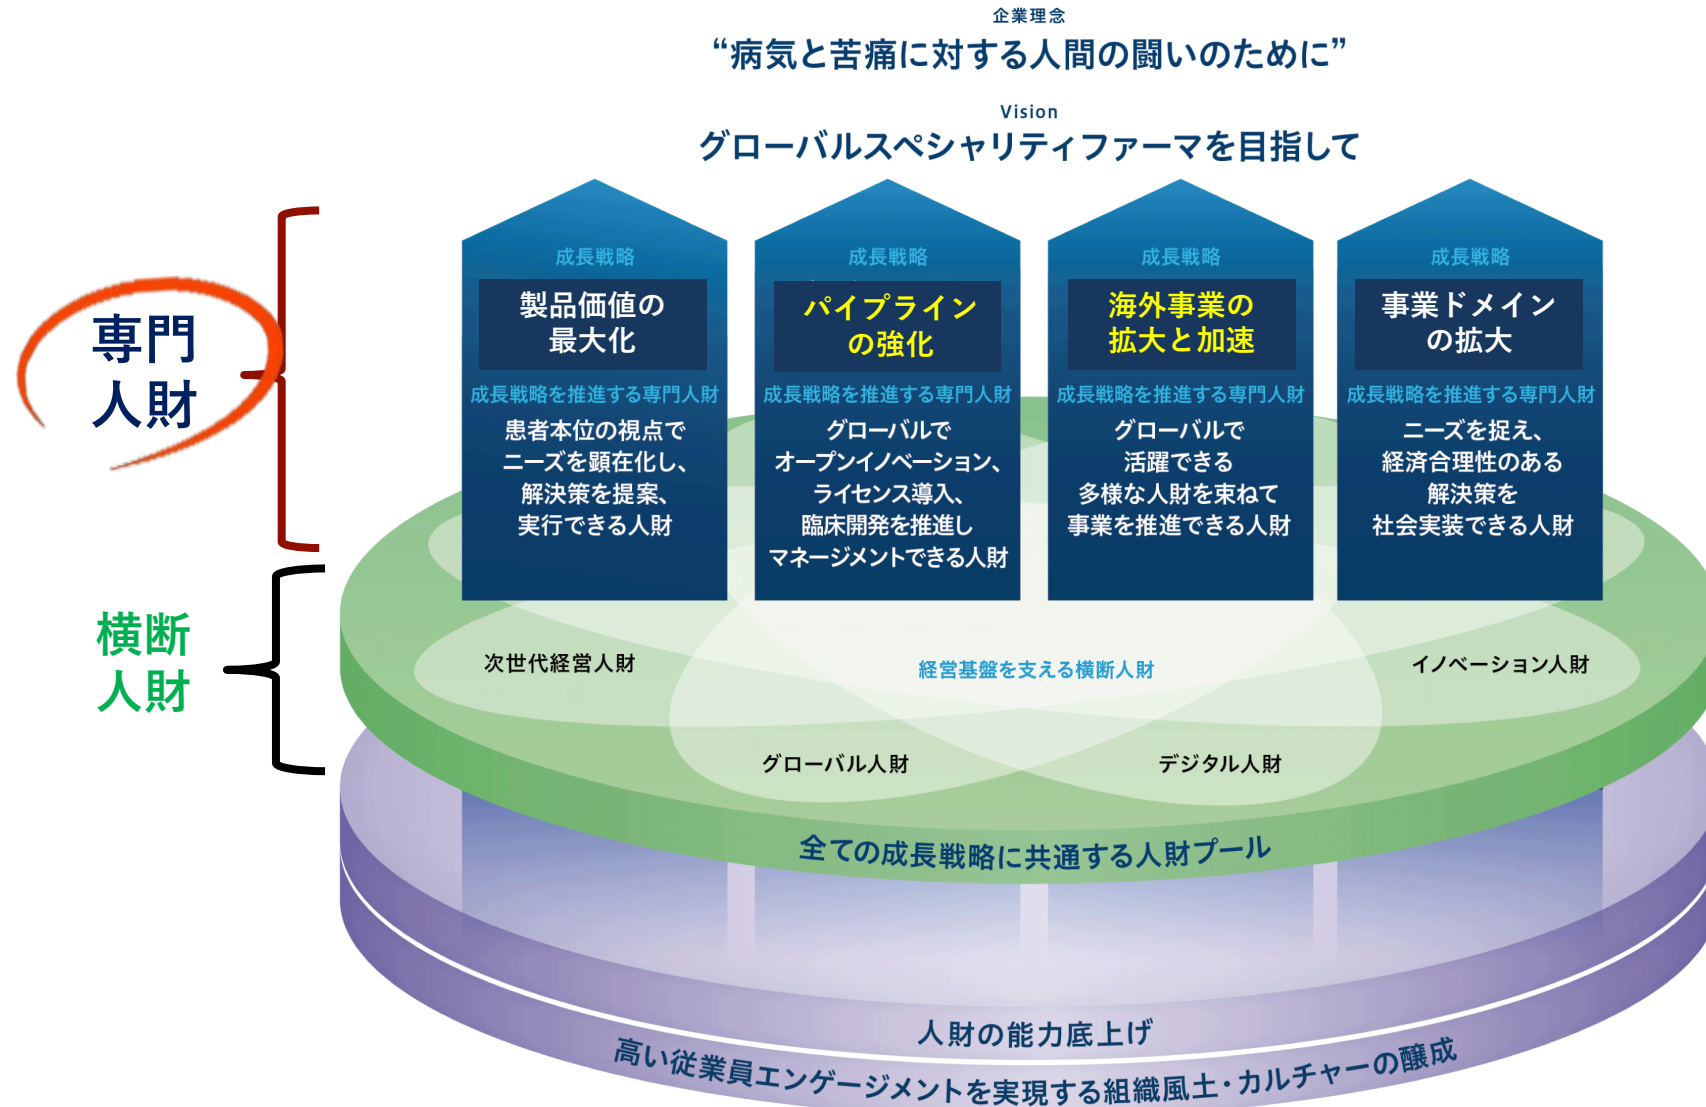 企業理念
“病気と苦痛に対する人間の闘いのために”
Vision
グローバルスペシャリティファーマを目指して
専門
人財
成長戦略
製品価値の
最大化
成長戦略を推進する専門人財
患者本位の視点で
ニーズを顕在化し、
解決策を提案、
実行できる人財
成長戦略
パイプライン
の強化
成長戦略を推進する専門人財
グローバルで
オープンイノベーション、
ライセンス導入、
臨床開発を推進し
マネージメントできる人財
成長戦略
海外事業の
拡大と加速
成長戦略を推進する専門人財
グローバルで
活躍できる
多様な人財を束ねて
事業を推進できる人財
成長戦略
事業ドメイン
の拡大
成長戦略を推進する専門人財
ニーズを捉え、
経済合理性のある
解決策を
社会実装できる人財
横断
人財
次世代経営人財
経営基盤を支える横断人財
イノベーション人財
グローバル人財
デジタル人財
全ての成長戦略に共通する人財プール
人財の能力底上げ
高い従業員エンゲージメントを実現する組織風土・カルチャーの醸成